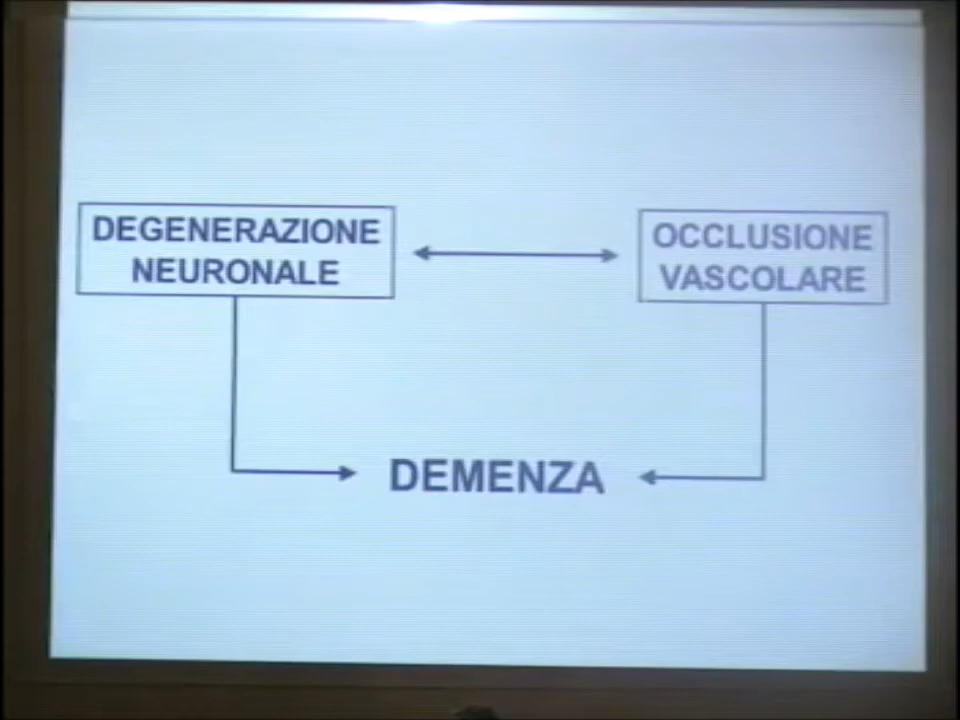 DEGENERAZIONE
NEURONALE
OCCLUSIONE
VASCOLARE
DEMENZA